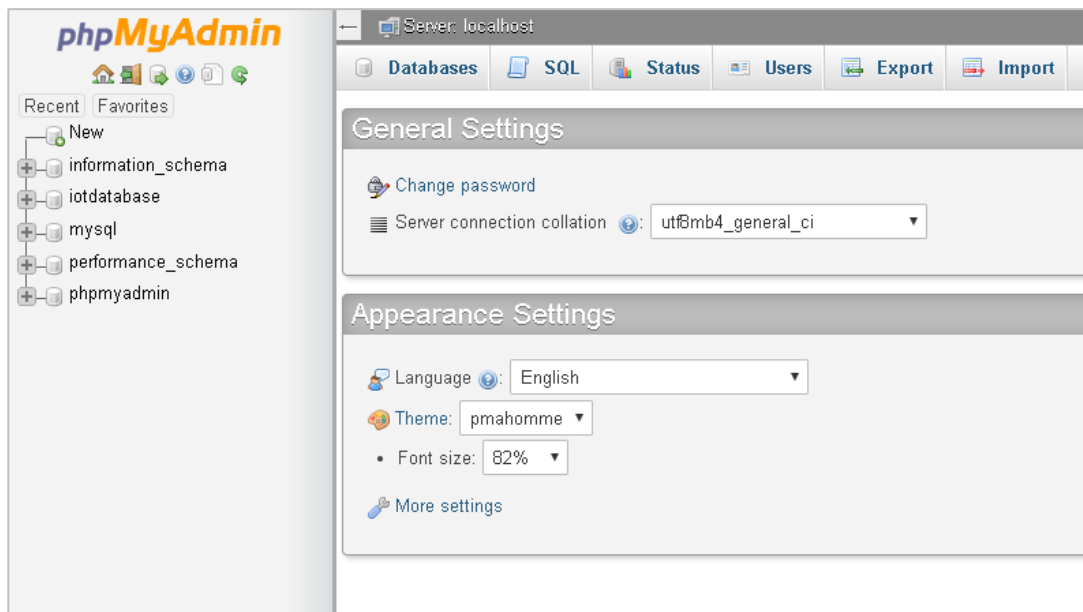 phpMyAdmin
Recent Favorites
New
information_schema
iotdatabase
mysql
performance_schema
phpmyadmin
Server: localhost
Databases SQL Status Users Export Import
General Settings
Change password
Server connection collation : utf8mb4_general_ci
Appearance Settings
Language : English
Theme: pmahomme
• Font size: 82%
More settings